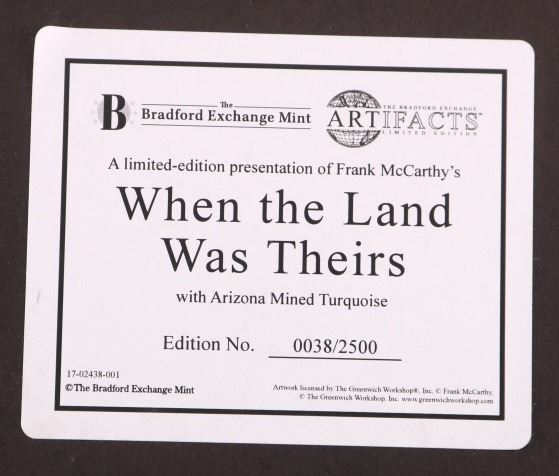 B
The
Bradford Exchange Mint
THE BRADFORD EXCHANGE
ARTIFACTS™
LIMITED EDITION
A limited-edition presentation of Frank McCarthy's
When the Land
Was Theirs
with Arizona Mined Turquoise
Edition No. 0038/2500
17-02438-001
©The Bradford Exchange Mint
Artwork licensed by The Greenwich Workshop®, Inc. © Frank McCarthy.
© The Greenwich Workshop, Inc. www.greenwichworkshop.com